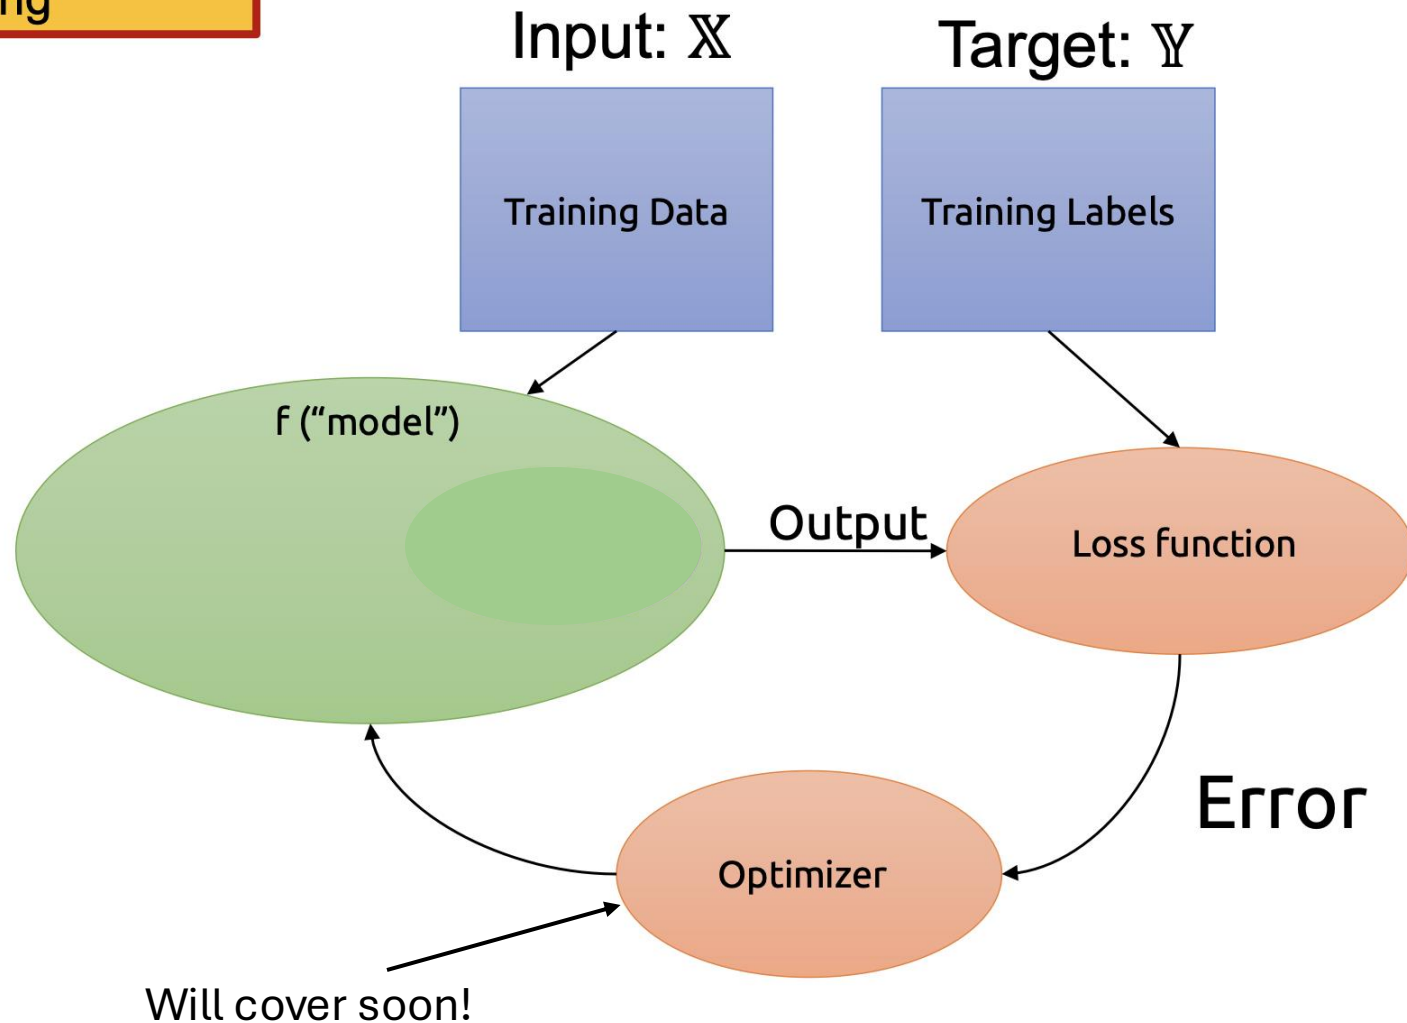 Input: 𝕏
Target: 𝕐
Training Data
Training Labels
f (“model”)
Output
Loss function
Error
Optimizer
Will cover soon!